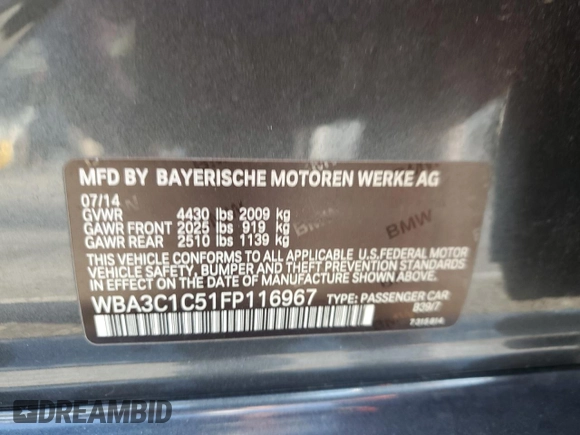 MFD BY BAYERISCHE MOTOREN WERKE AG
07/14
GVWR 4430 lbs 2009 kg
GAWR FRONT 2025 lbs 919 kg
GAWR REAR 2510 lbs 1139 kg
THIS VEHICLE CONFORMS TO ALL APPLICABLE U.S.FEDERAL MOTOR
VEHICLE SAFETY, BUMPER, AND THEFT PREVENTION STANDARDS
IN EFFECT ON THE DATE OF MANUFACTURE SHOWN ABOVE.
WBA3C1C51FP116967 TYPE: PASSENGER CAR:
BMW
DREAMBID